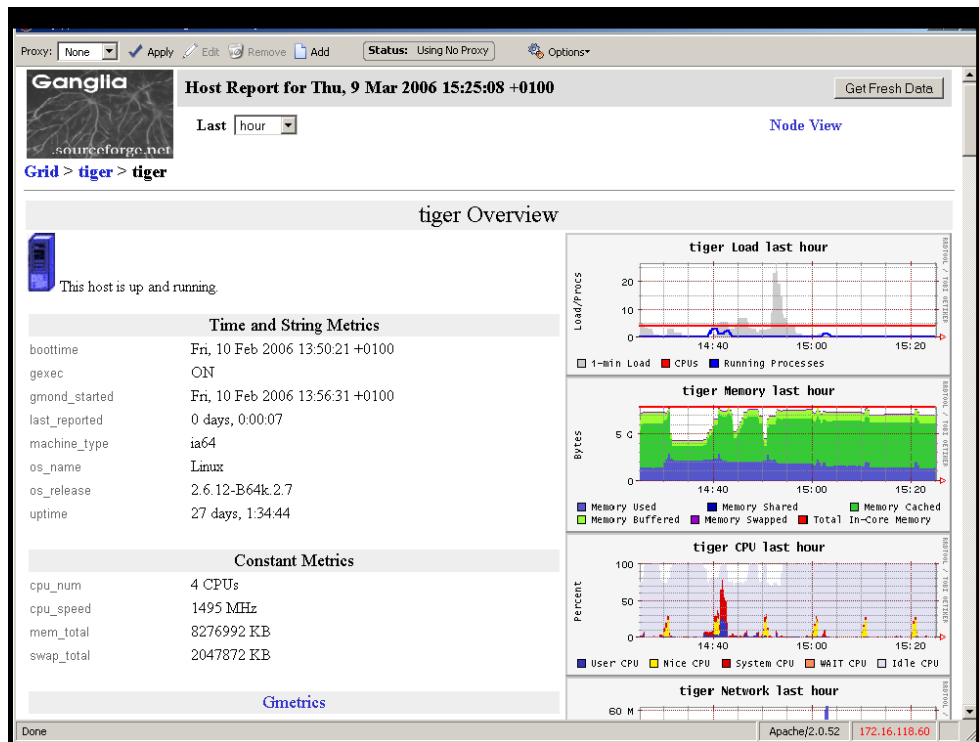 Proxy: None Apply Edit Remove Add Status: Using No Proxy Options
Ganglia
.sourceforge.net
Host Report for Thu, 9 Mar 2006 15:25:08 +0100
Get Fresh Data
Last hour
Node View
Grid > tiger > tiger
tiger Overview
This host is up and running.
Time and String Metrics
boottime Fri, 10 Feb 2006 13:50:21 +0100
gexec ON
gmond_started Fri, 10 Feb 2006 13:56:31 +0100
last_reported 0 days, 0:00:07
machine_type ia64
os_name Linux
os_release 2.6.12-B64k.2.7
uptime 27 days, 1:34:44
Constant Metrics
cpu_num 4 CPUs
cpu_speed 1495 MHz
mem_total 8276992 KB
swap_total 2047872 KB
Gmetrics
tiger Load last hour
Load/Procs
20
10
0
14:40 15:00 15:20
1-min Load CPUs Running Processes
RRDTOOL / TOBI OETIKER
tiger Memory last hour
Bytes
5 G
0
14:40 15:00 15:20
Memory Used Memory Shared Memory Cached
Memory Buffered Memory Swapped Total In-Core Memory
RRDTOOL / TOBI OETIKER
tiger CPU last hour
Percent
100
50
0
14:40 15:00 15:20
User CPU Nice CPU System CPU WAIT CPU Idle CPU
RRDTOOL / TOBI OETIKER
tiger Network last hour
60 M
Done Apache/2.0.52 172.16.118.60